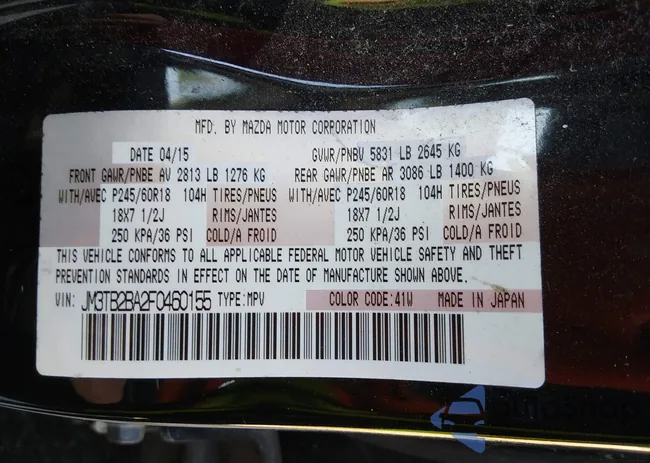 MFD. BY MAZDA MOTOR CORPORATION
DATE 04/15 GVWR/PNBV 5831 LB 2645 KG
FRONT GAWR/PNBE AV 2813 LB 1276 KG REAR GAWR/PNBE AR 3086 LB 1400 KG
WITH/AVEC P245/60R18 104H TIRES/PNEUS WITH/AVEC P245/60R18 104H TIRES/PNEUS
18X7 1/2J RIMS/JANTES 18X7 1/2J RIMS/JANTES
250 KPA/36 PSI COLD/A FROID 250 KPA/36 PSI COLD/A FROID
THIS VEHICLE CONFORMS TO ALL APPLICABLE FEDERAL MOTOR VEHICLE SAFETY AND THEFT
PREVENTION STANDARDS IN EFFECT ON THE DATE OF MANUFACTURE SHOWN ABOVE.
VIN: JM3TB2BA2F0460155 TYPE:MPV COLOR CODE:41W MADE IN JAPAN